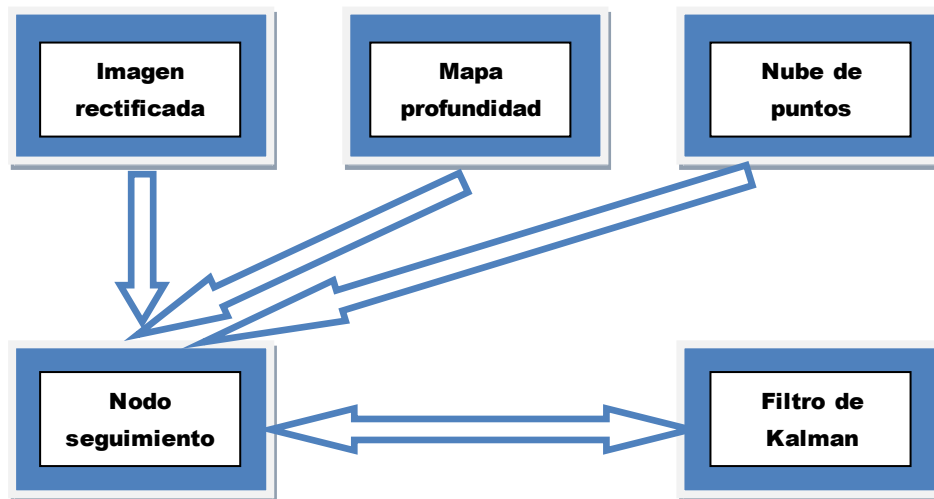 Imagen
rectificada
Mapa
profundidad
Nube de
puntos
Nodo
seguimiento
Filtro de
Kalman